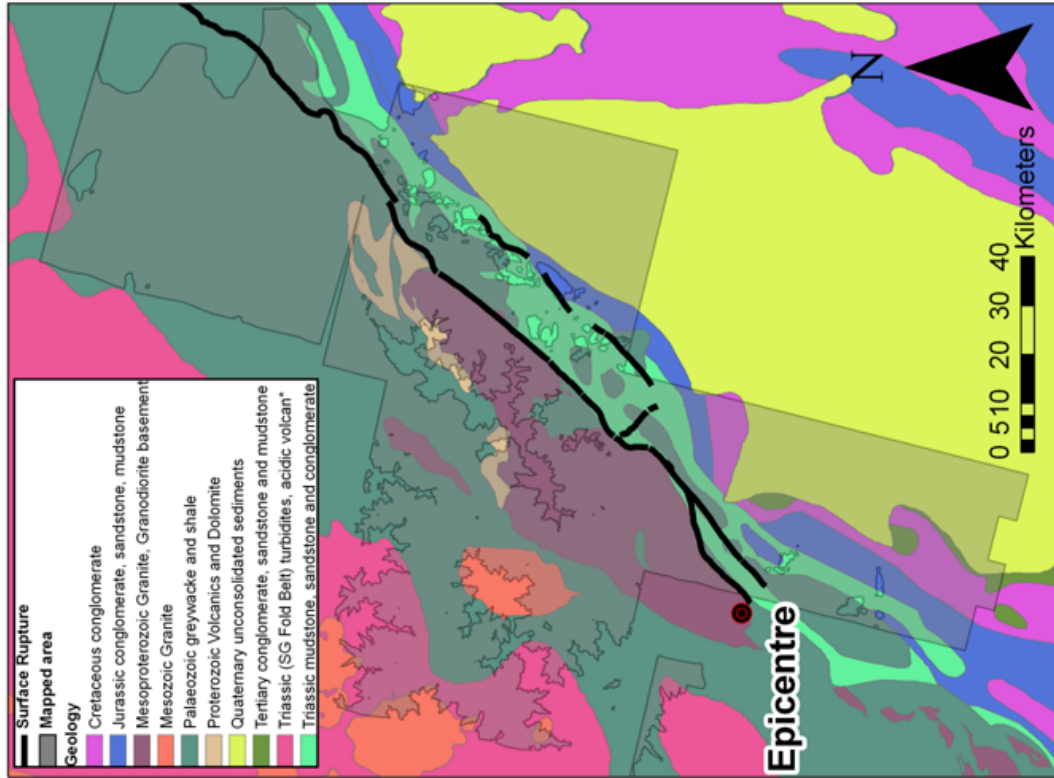 Surface Rupture
Mapped area
Geology
Cretaceous conglomerate
Jurassic conglomerate, sandstone, mudstone
Mesoproterozoic Granite, Granodiorite basement
Mesozoic Granite
Palaeozoic greywacke and shale
Proterozoic Volcanics and Dolomite
Quaternary unconsolidated sediments
Tertiary conglomerate, sandstone and mudstone
Triassic (SG Fold Belt) turbidites, acidic volcan*
Triassic mudstone, sandstone and conglomerate
Epicentre
N
0 5 10 20 30 40
Kilometers